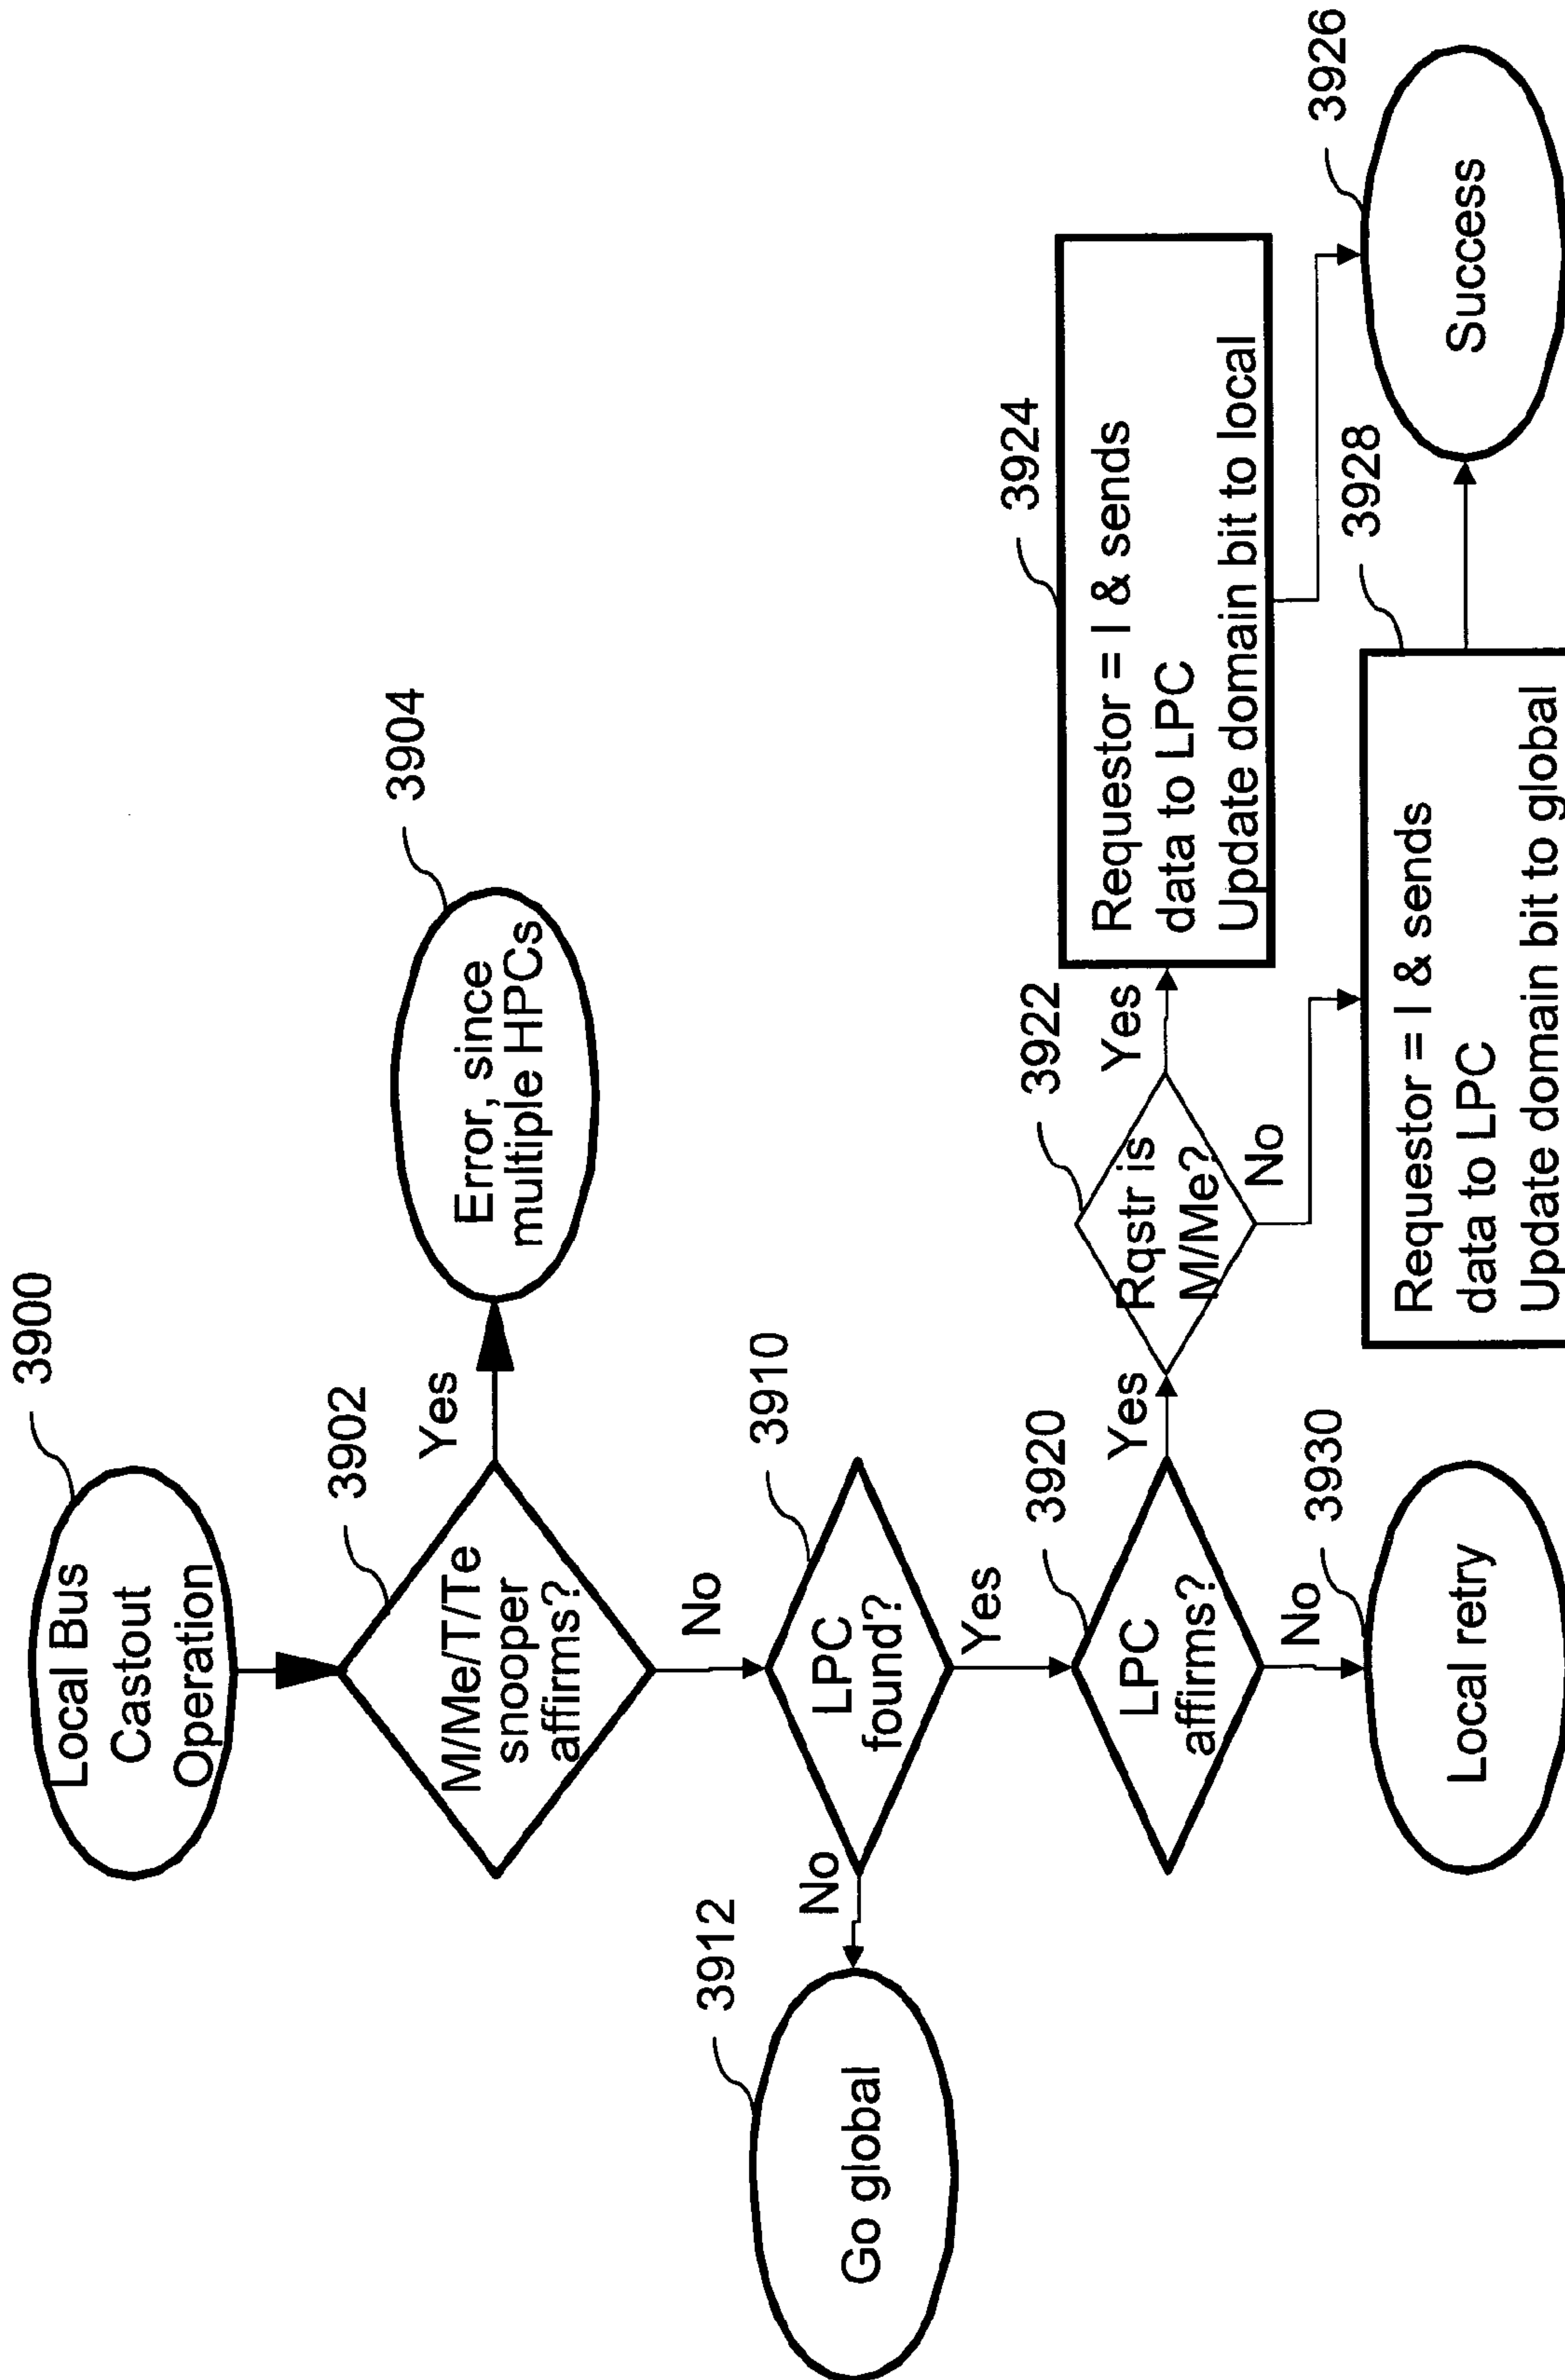 3900
Local Bus
Castout
Operation
3902
M/Me/T/Te
snooper
affirms?
Yes
3904
Error, since
multiple HPCs
No
3910
LPC
found?
No
3912
Go global
Yes
3920
LPC
affirms?
Yes
3922
Rqstr is
M/Me?
Yes
3924
Requestor = I & sends
data to LPC
Update domain bit to local
No
3928
Requestor = I & sends
data to LPC
Update domain bit to global
3926
Success
No
3930
Local retry